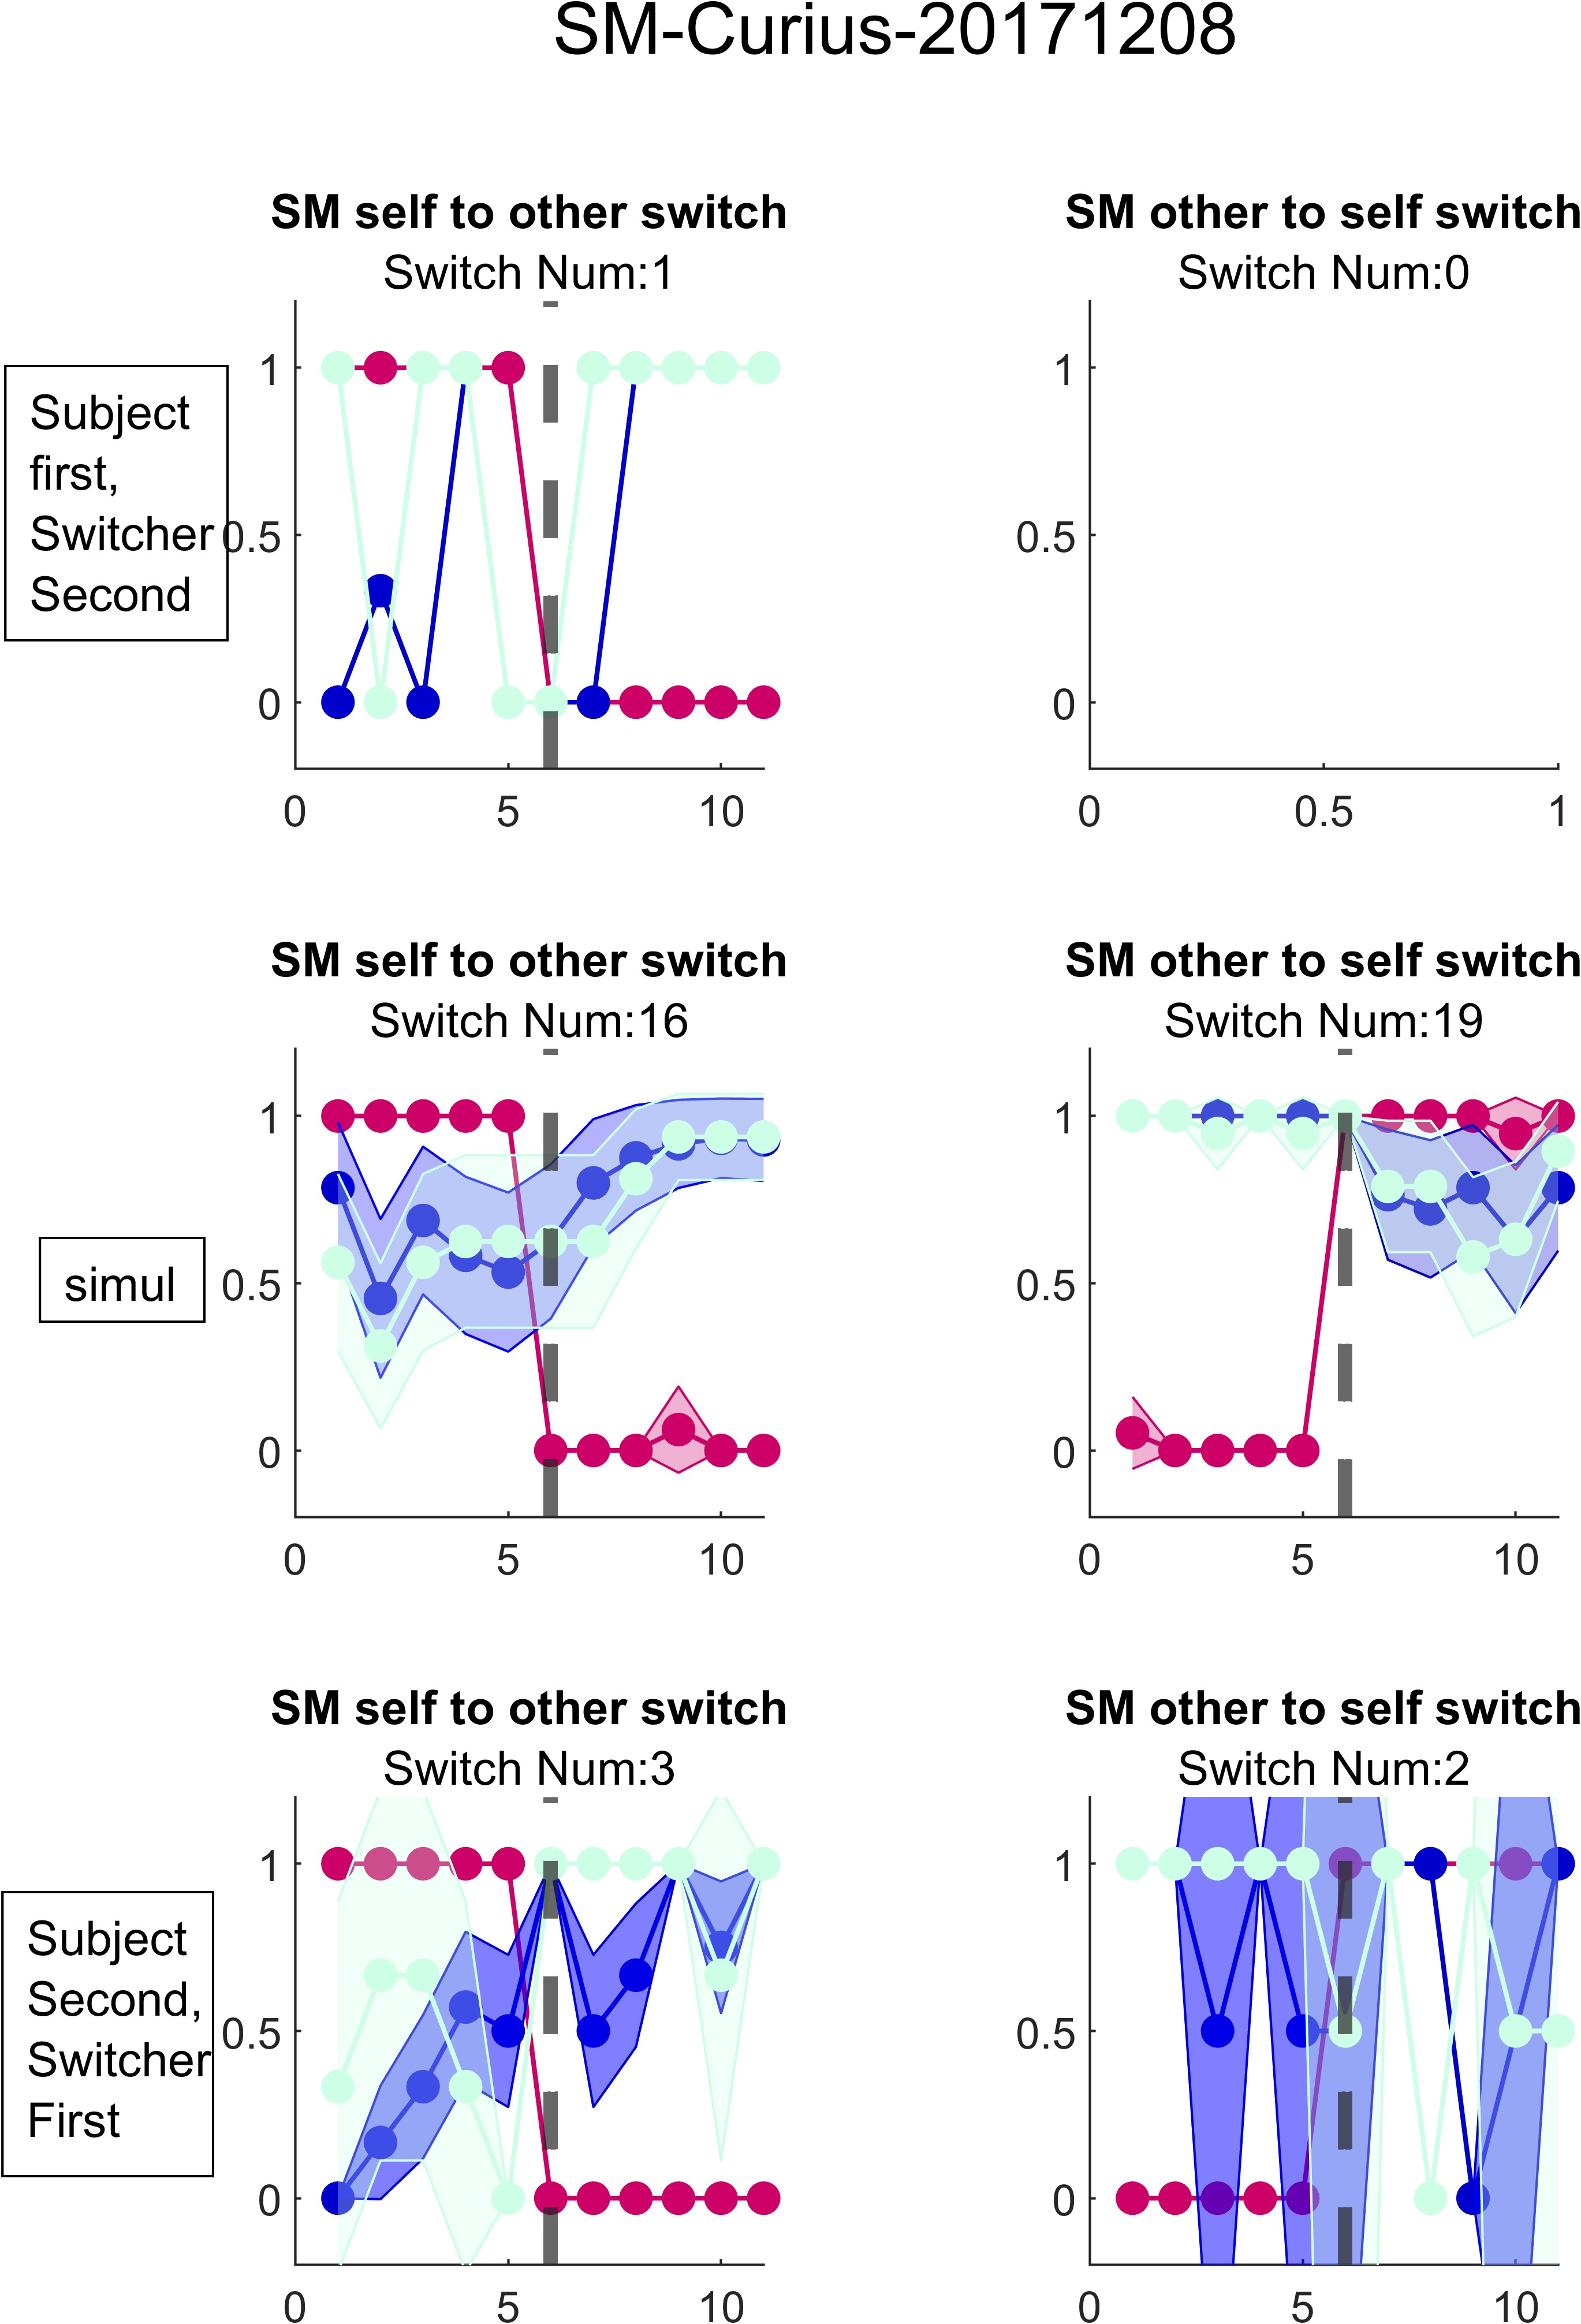 SM-Curius-20171208
SM self to other switch
Switch Num:1
SM other to self switch
Switch Num:0
Subject
first,
Switcher
Second
1
0.5
0
0
5
10
1
0.5
0
0
0.5
1
SM self to other switch
Switch Num:16
SM other to self switch
Switch Num:19
simul
1
0.5
0
0
5
10
1
0.5
0
0
5
10
SM self to other switch
Switch Num:3
SM other to self switch
Switch Num:2
Subject
Second,
Switcher
First
1
0.5
0
0
5
10
1
0.5
0
0
5
10